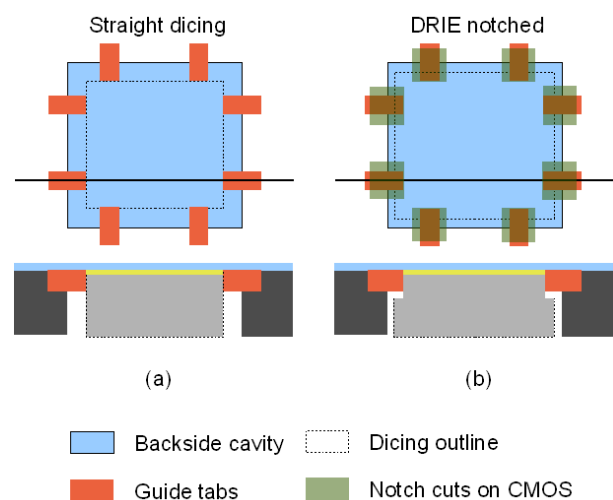 Straight dicing
DRIE notched
(a)
(b)
Backside cavity
Dicing outline
Guide tabs
Notch cuts on CMOS